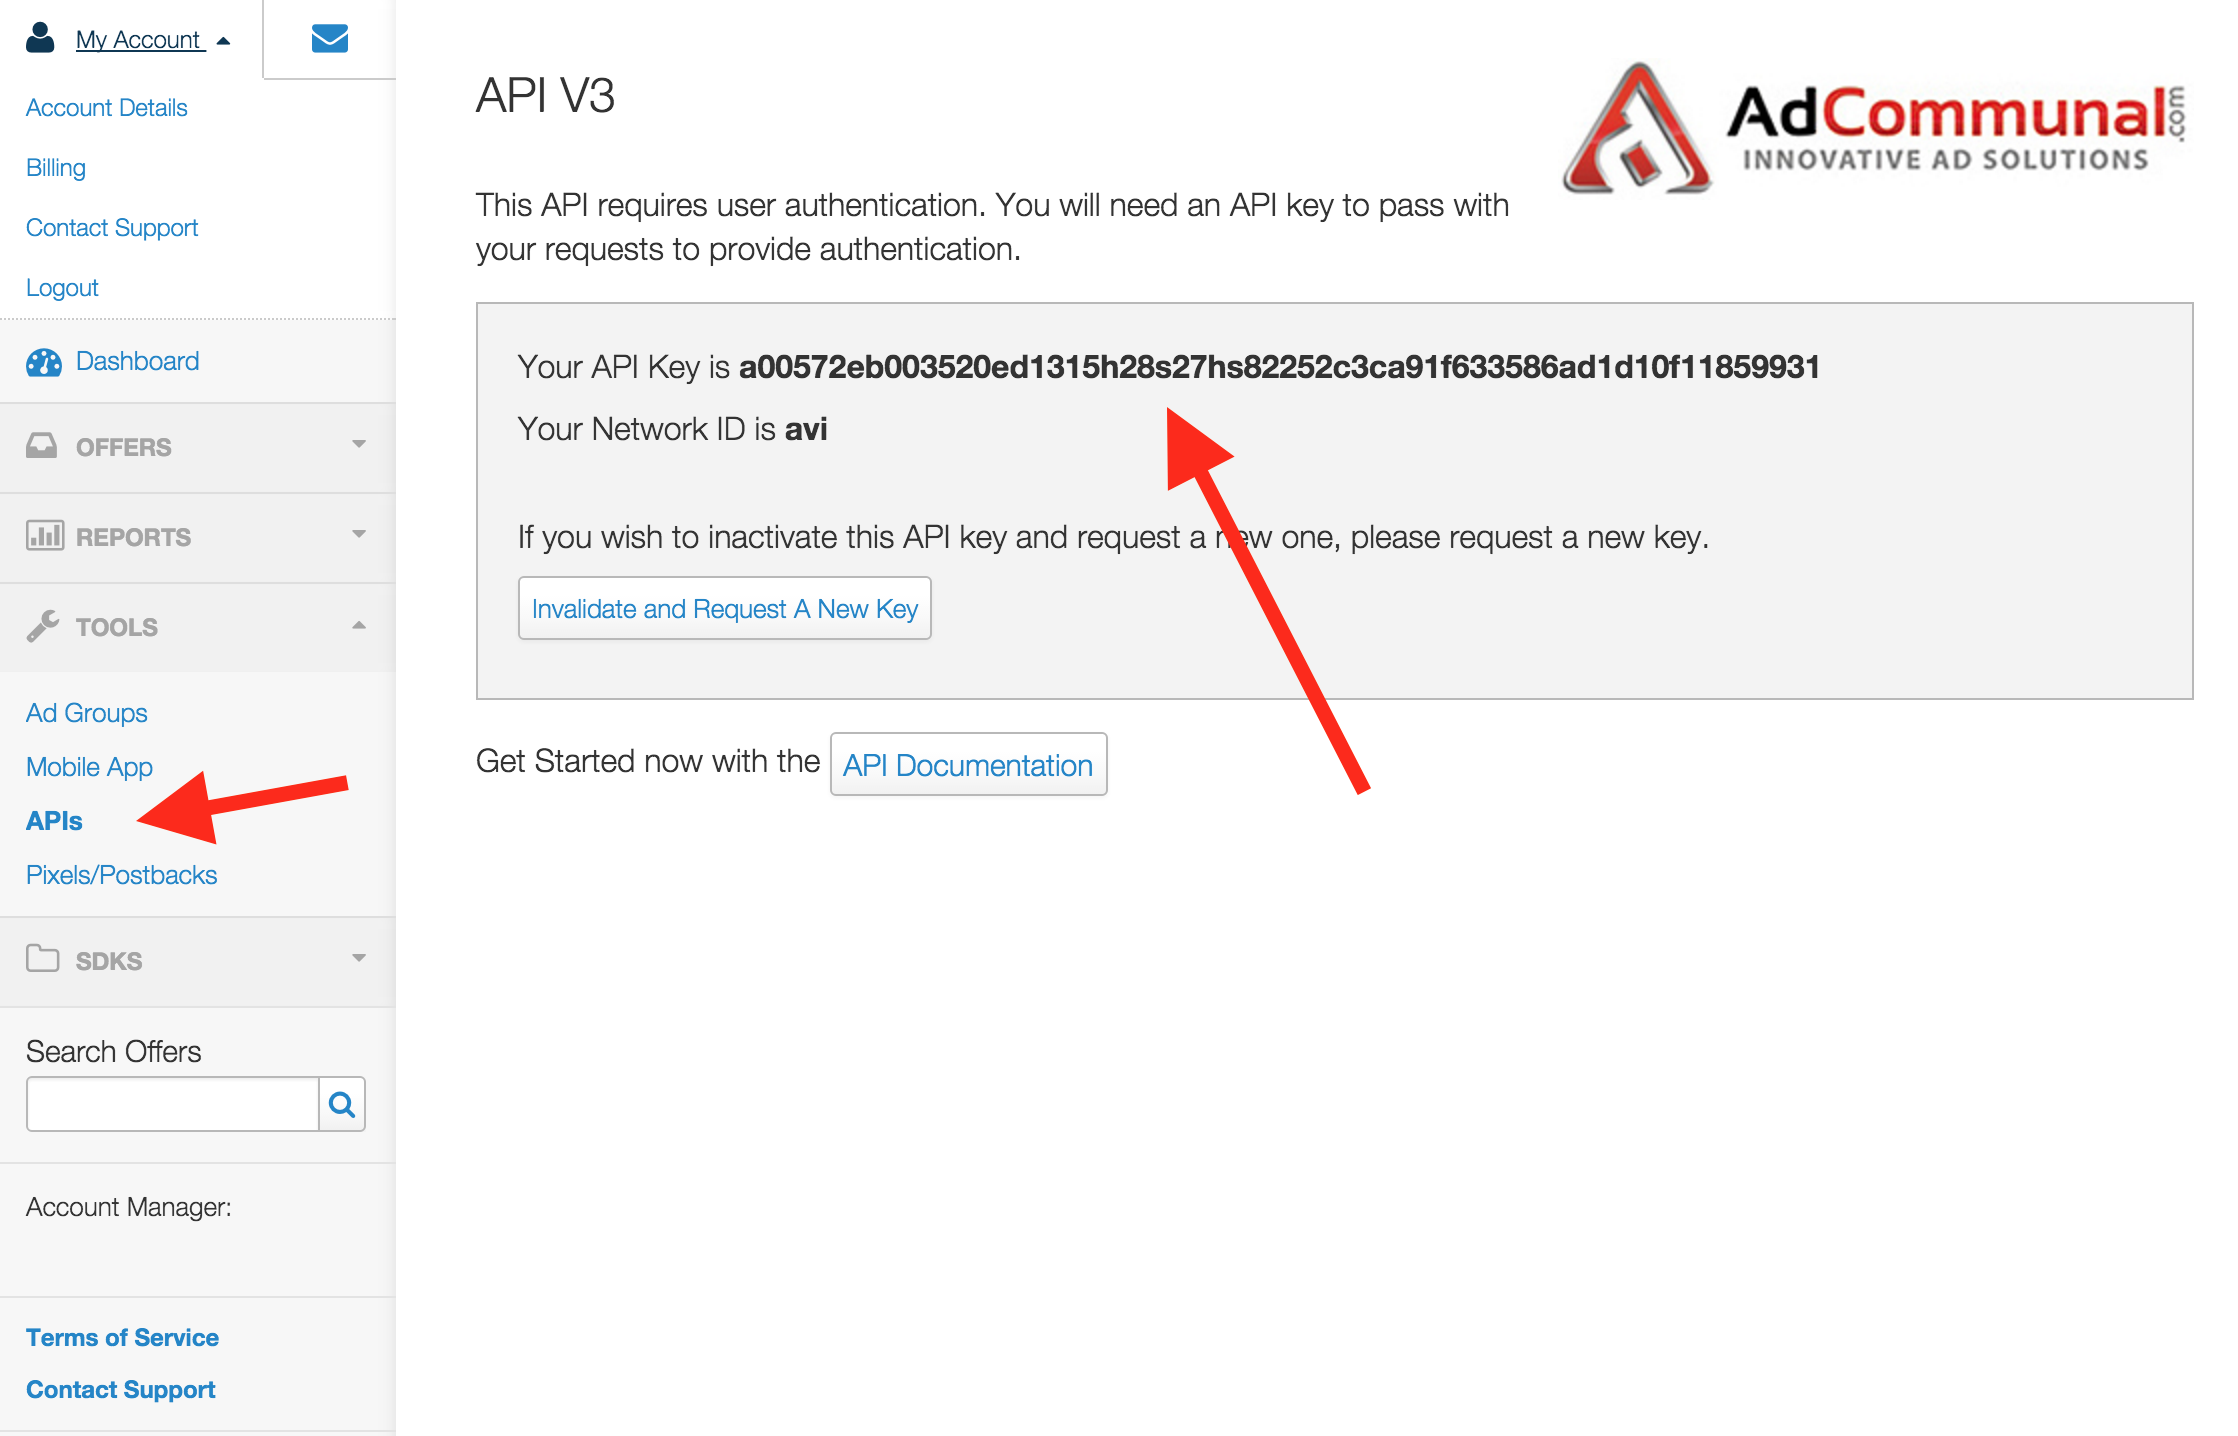 My Account
Account Details
Billing
Contact Support
Logout
Dashboard
OFFERS
REPORTS
TOOLS
Ad Groups
Mobile App
APIs
Pixels/Postbacks
SDKS
Search Offers
Account Manager:
Terms of Service
Contact Support
API V3
AdCommunal.com
INNOVATIVE AD SOLUTIONS
This API requires user authentication. You will need an API key to pass with
your requests to provide authentication.
Your API Key is a00572eb003520ed1315h28s27hs82252c3ca91f633586ad1d10f11859931
Your Network ID is avi
If you wish to inactivate this API key and request a new one, please request a new key.
Invalidate and Request A New Key
Get Started now with the API Documentation